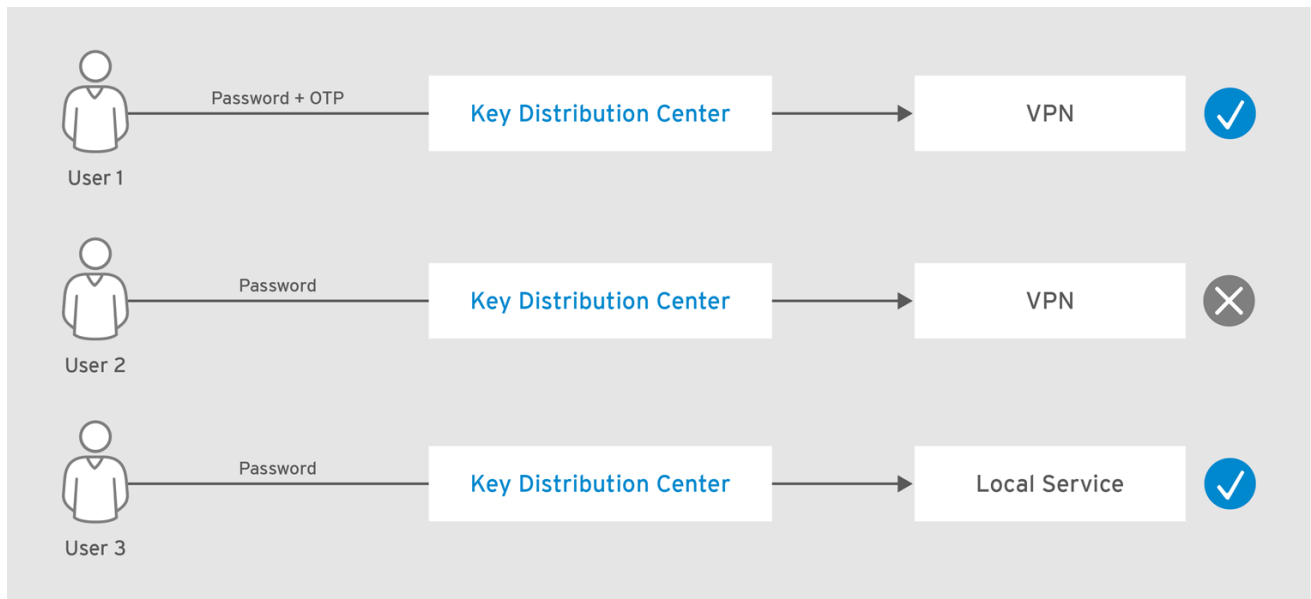 Password + OTP
Key Distribution Center
VPN
User 1
Password
Key Distribution Center
VPN
User 2
Password
Key Distribution Center
Local Service
User 3